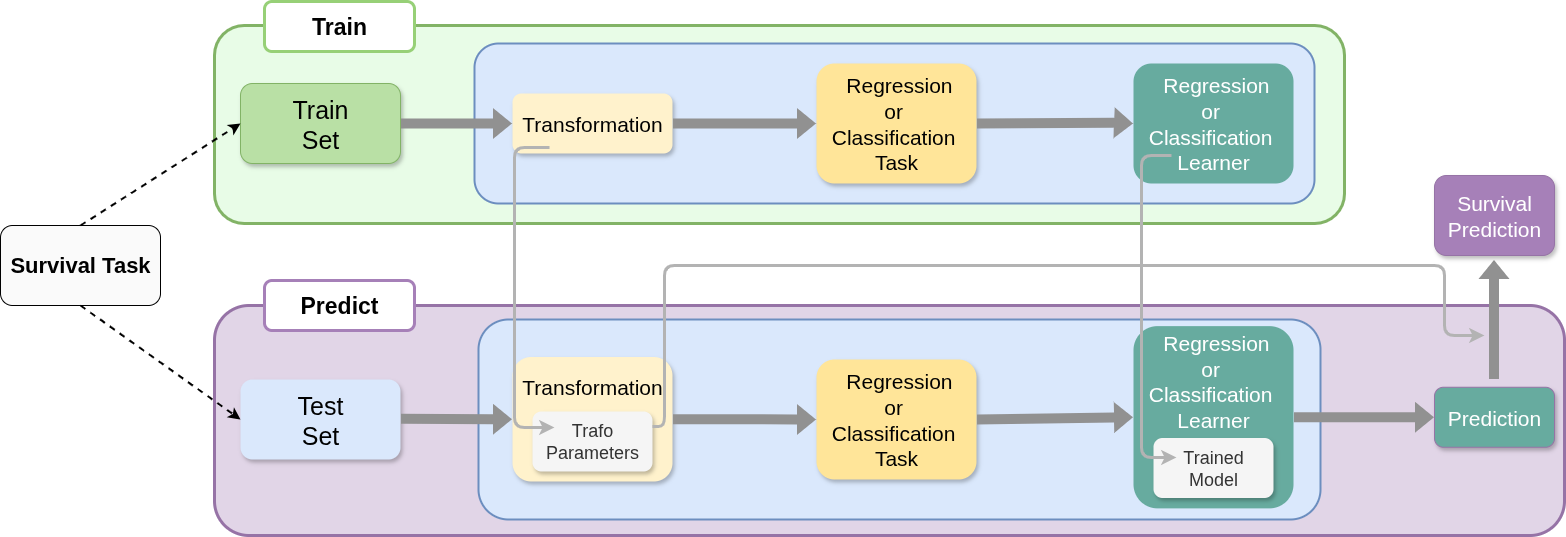 Train
Train
Set
Transformation
Regression
or
Classification
Task
Regression
or
Classification
Learner
Survival
Prediction
Survival Task
Predict
Test
Set
Transformation
Trafo
Parameters
Regression
or
Classification
Task
Regression
or
Classification
Learner
Trained
Model
Prediction